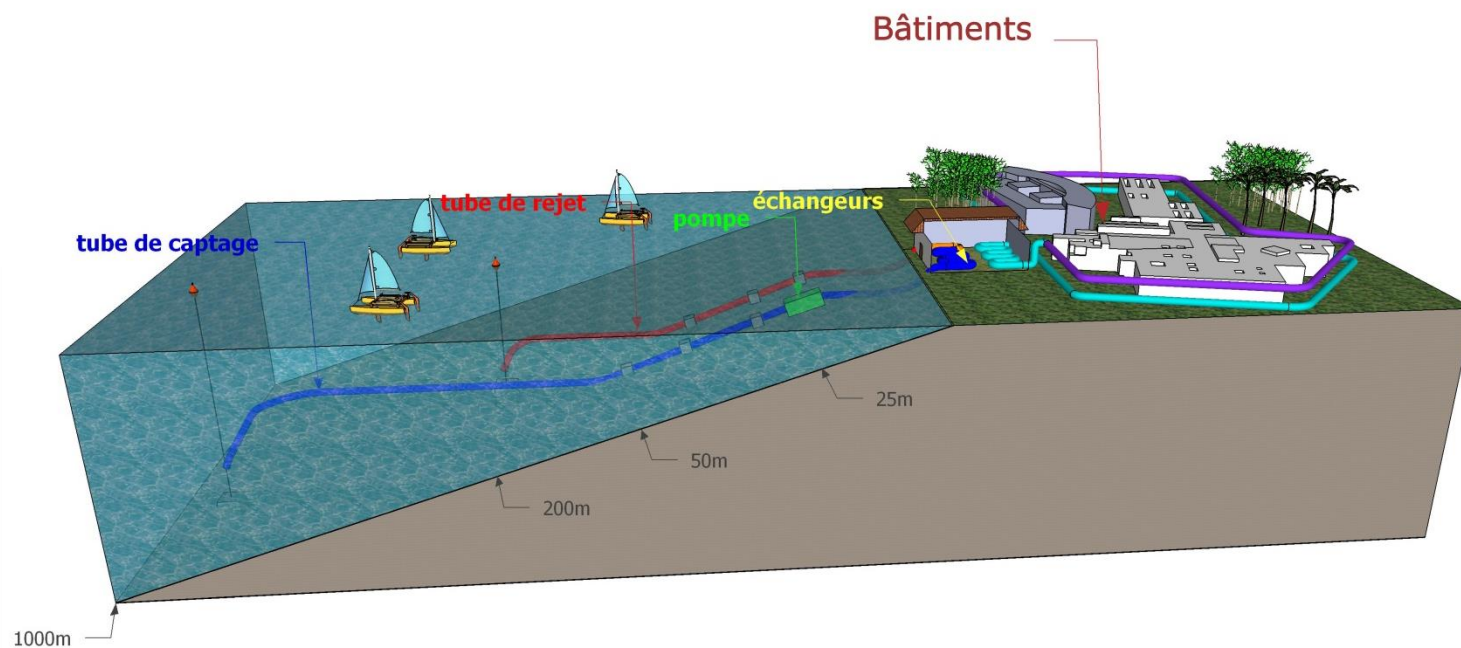 Bâtiments
tube de rejet
échangeurs
pompe
tube de captage
25m
50m
200m
1000m